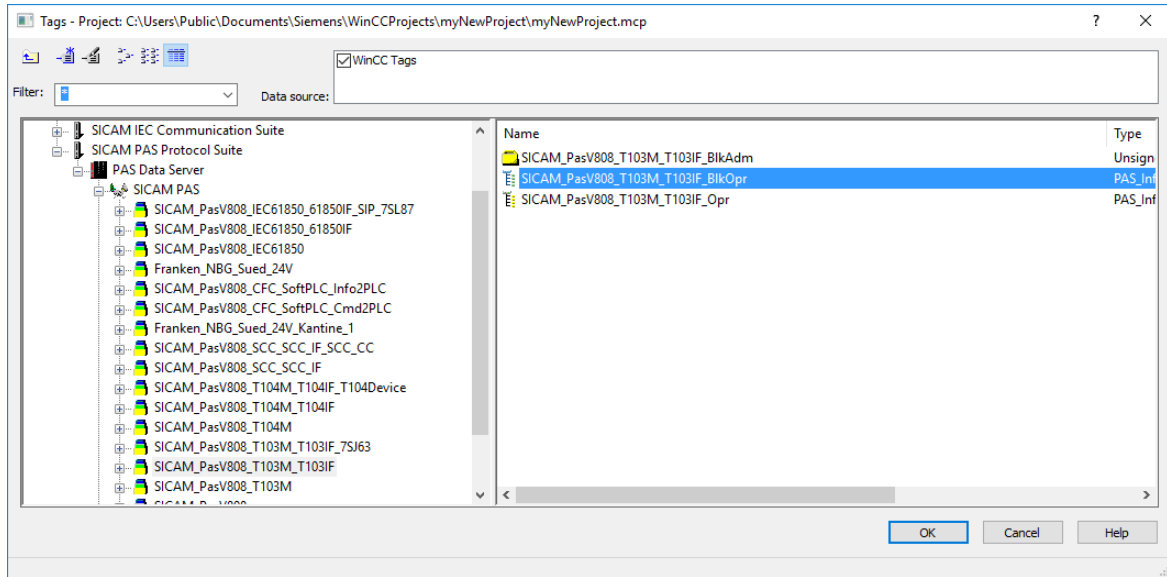 Tags - Project: C:\Users\Public\Documents\Siemens\WinCCProjects\myNewProject\myNewProject.mcp
WinCC Tags
Filter:
*
Data source:
SICAM IEC Communication Suite
SICAM PAS Protocol Suite
PAS Data Server
SICAM PAS
SICAM_PasV808_IEC61850_61850IF_SIP_7SL87
SICAM_PasV808_IEC61850_61850IF
SICAM_PasV808_IEC61850
Franken_NBG_Sued_24V
SICAM_PasV808_CFC_SoftPLC_Info2PLC
SICAM_PasV808_CFC_SoftPLC_Cmd2PLC
Franken_NBG_Sued_24V_Kantine_1
SICAM_PasV808_SCC_SCC_IF_SCC_CC
SICAM_PasV808_SCC_SCC_IF
SICAM_PasV808_T104M_T104IF_T104Device
SICAM_PasV808_T104M_T104IF
SICAM_PasV808_T104M
SICAM_PasV808_T103M_T103IF_7SJ63
SICAM_PasV808_T103M_T103IF
SICAM_PasV808_T103M
Name Type
SICAM_PasV808_T103M_T103IF_BlkAdm Unsign
SICAM_PasV808_T103M_T103IF_BlkOpr PAS_Inf
SICAM_PasV808_T103M_T103IF_Opr PAS_Inf
OK Cancel Help